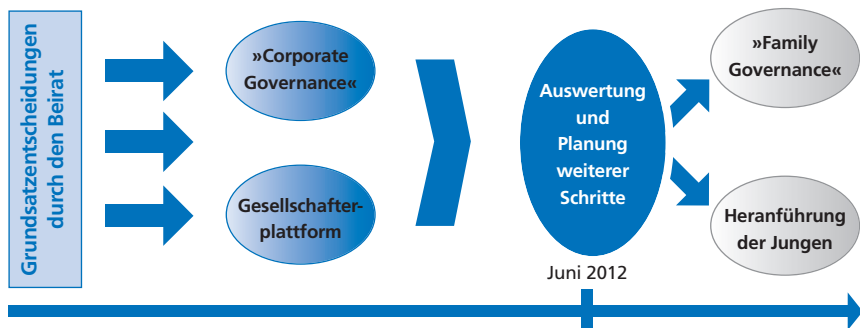 Grundsatzentscheidungen
durch den Beirat
»Corporate
Governance«
Gesellschafter-
plattform
Auswertung
und
Planung
weiterer
Schritte
Juni 2012
»Family
Governance«
Heranführung
der Jungen